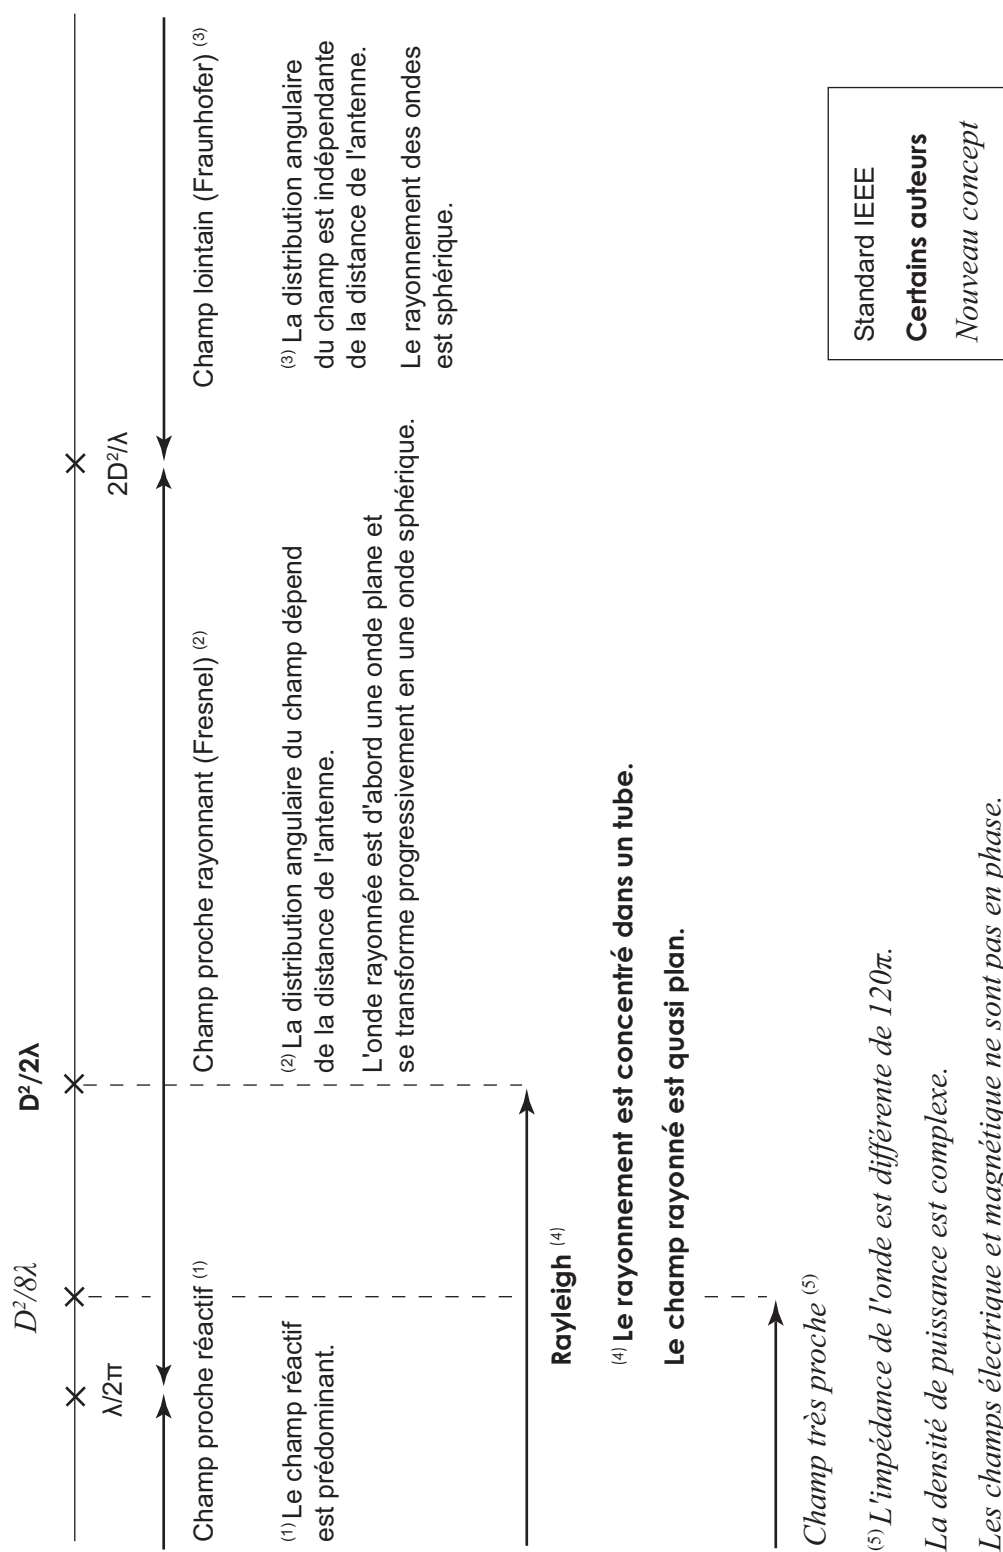 λ/2π
D²/8λ
D²/2λ
2D²/λ
Champ proche réactif (1)
(1) Le champ réactif
est prédominant.
Champ proche rayonnant (Fresnel) (2)
(2) La distribution angulaire du champ dépend
de la distance de l'antenne.
L'onde rayonnée est d'abord une onde plane et
se transforme progressivement en une onde sphérique.
Champ lointain (Fraunhofer) (3)
(3) La distribution angulaire
du champ est indépendante
de la distance de l'antenne.
Le rayonnement des ondes
est sphérique.
Rayleigh (4)
(4) Le rayonnement est concentré dans un tube.
Le champ rayonné est quasi plan.
Champ très proche (5)
(5) L'impédance de l'onde est différente de 120π.
La densité de puissance est complexe.
Les champs électrique et magnétique ne sont pas en phase.
Standard IEEE
Certains auteurs
Nouveau concept